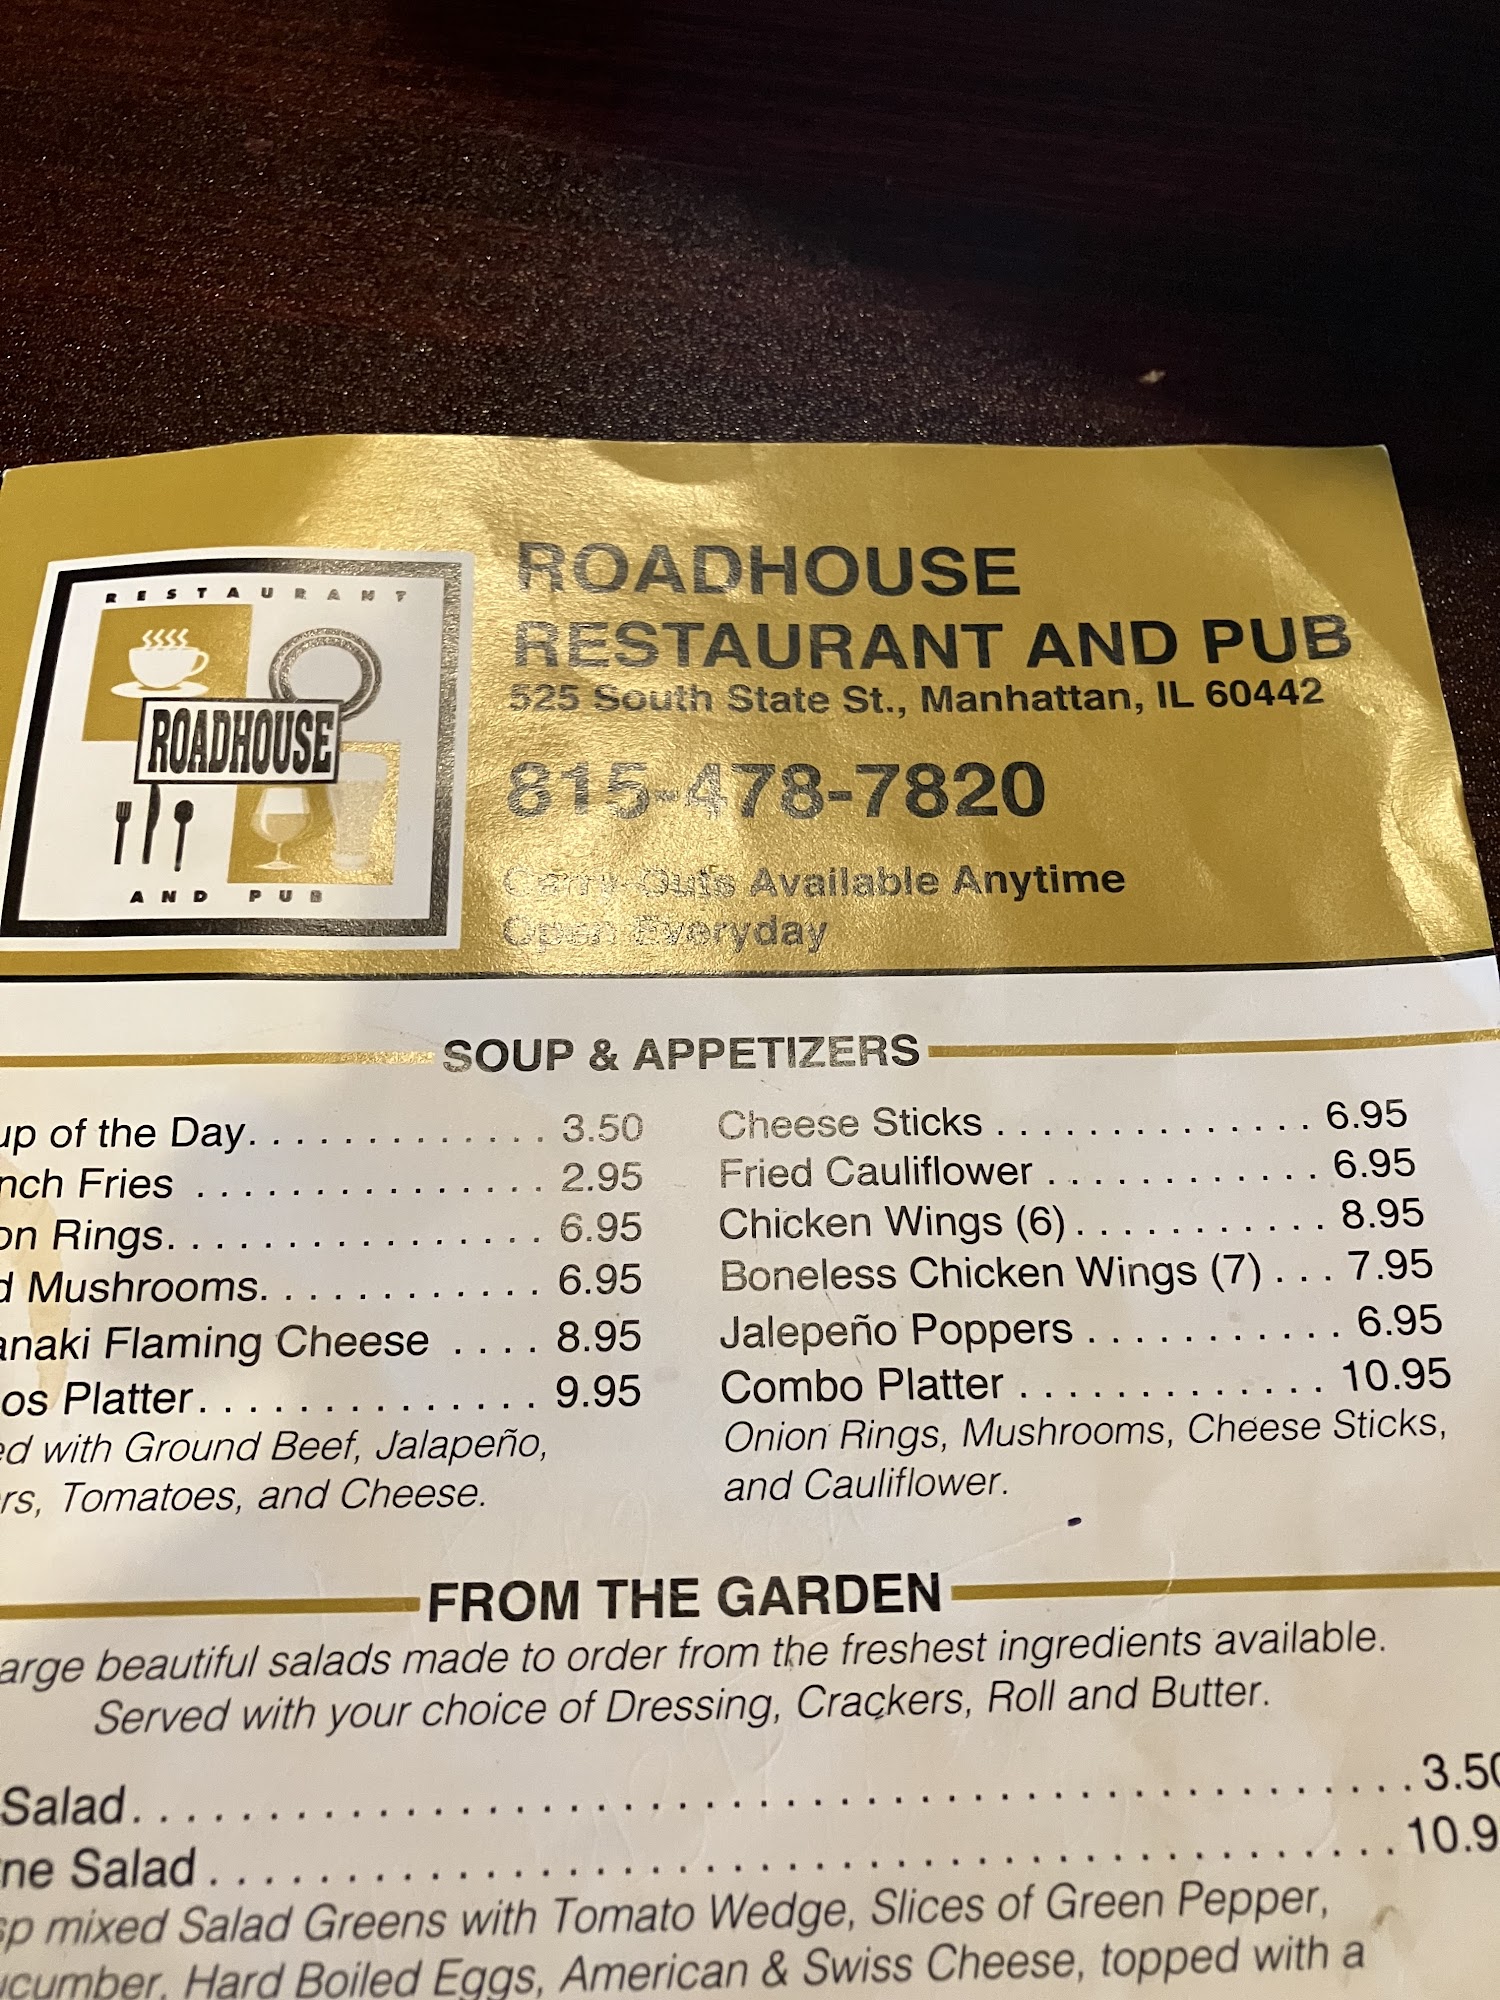 RESTAURANT
ROADHOUSE
AND PUB
ROADHOUSE
RESTAURANT AND PUB
525 South State St., Manhattan, IL 60442
815-478-7820
Carry-Outs Available Anytime
Open Everyday
SOUP & APPETIZERS
up of the Day. . . . . . . . . . . . . . . 3.50
nch Fries . . . . . . . . . . . . . . . . . 2.95
on Rings. . . . . . . . . . . . . . . . . . 6.95
d Mushrooms. . . . . . . . . . . . . . 6.95
anaki Flaming Cheese . . . . 8.95
os Platter. . . . . . . . . . . . . . . . 9.95
ed with Ground Beef, Jalapeño,
rs, Tomatoes, and Cheese.
Cheese Sticks . . . . . . . . . . . . . . 6.95
Fried Cauliflower . . . . . . . . . . . . 6.95
Chicken Wings (6). . . . . . . . . . . 8.95
Boneless Chicken Wings (7) . . . 7.95
Jalepeño Poppers . . . . . . . . . . . 6.95
Combo Platter . . . . . . . . . . . . . 10.95
Onion Rings, Mushrooms, Cheese Sticks,
and Cauliflower.
FROM THE GARDEN
arge beautiful salads made to order from the freshest ingredients available.
Served with your choice of Dressing, Crackers, Roll and Butter.
Salad. . . . . . . . . . . . . . . . . . . . . . . . . . . . . . . . . . . . . . . . . . 3.50
ne Salad . . . . . . . . . . . . . . . . . . . . . . . . . . . . . . . . . . . . . . 10.9
sp mixed Salad Greens with Tomato Wedge, Slices of Green Pepper,
ucumber, Hard Boiled Eggs, American & Swiss Cheese, topped with a